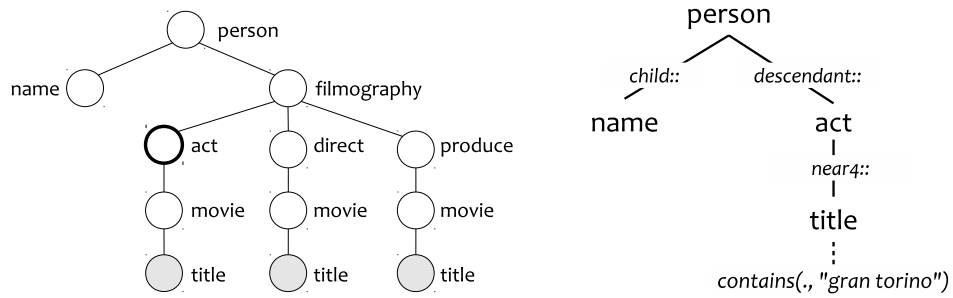 person
name
filmography
act
direct
produce
movie
movie
movie
title
title
title
person
child::
descendant::
name
act
near4::
title
contains(., "gran torino")